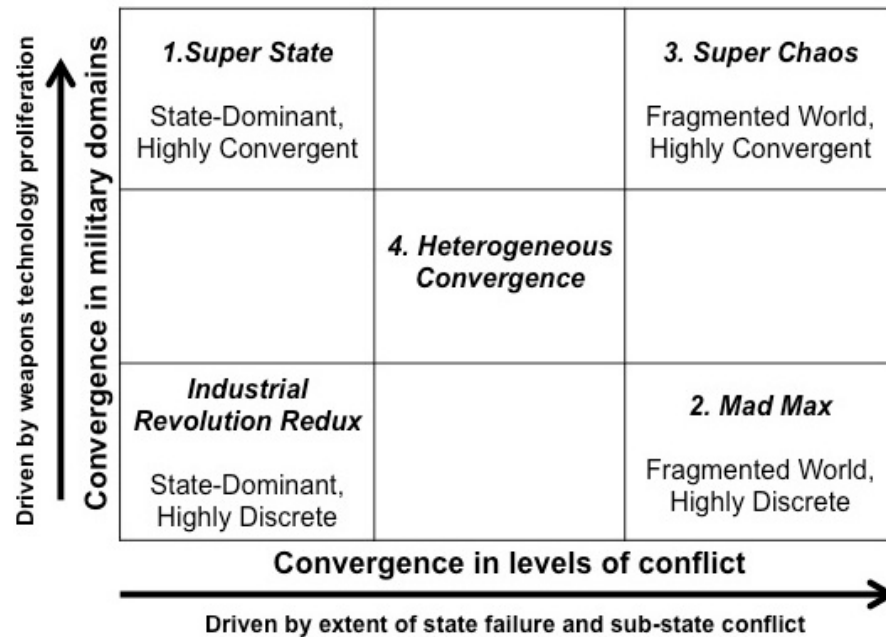 Driven by weapons technology proliferation
Convergence in military domains
1.Super State
State-Dominant,
Highly Convergent
3. Super Chaos
Fragmented World,
Highly Convergent
4. Heterogeneous
Convergence
Industrial
Revolution Redux
State-Dominant,
Highly Discrete
2. Mad Max
Fragmented World,
Highly Discrete
Convergence in levels of conflict
Driven by extent of state failure and sub-state conflict